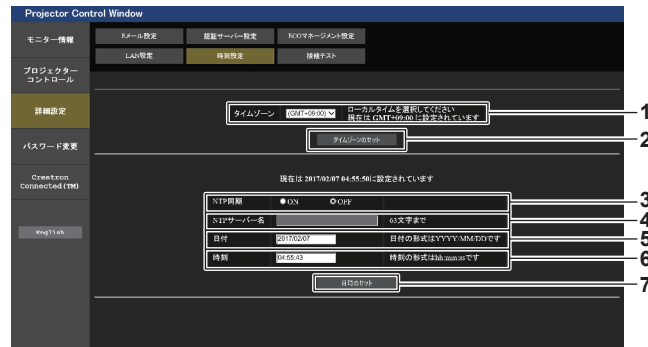 Projector Control Window
モニター情報
プロジェクター
コントロール
詳細設定
パスワード変更
Crestron
Connected(TM)
English
Eメール設定 認証サーバー設定 ECOマネージメント設定
LAN設定 時刻設定 接続テスト
タイムゾーン (GMT+09:00) ローカルタイムを選択してください
現在は GMT+09:00 に設定されています
1
タイムゾーンのセット
2
現在は 2017/02/07 04:55:50に設定されています
NTP同期 ON OFF
3
NTPサーバー名 63文字まで
4
日付 2017/02/07 日付の形式はYYYY/MM/DDです
5
時刻 04:55:43 時刻の形式はhh:mm:ssです
6
日時のセット
7